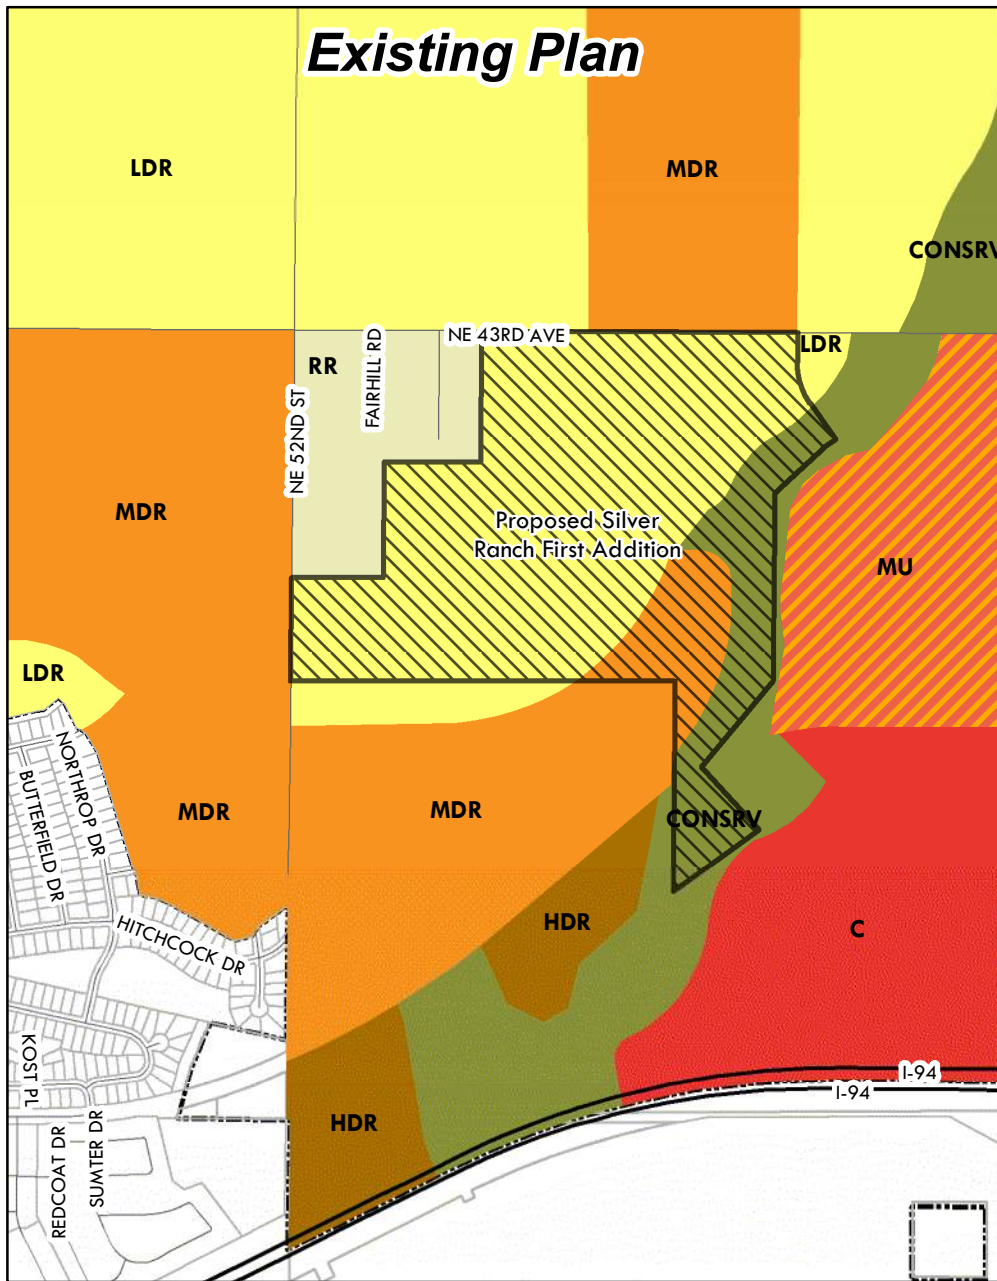 Existing Plan
LDR
MDR
CONSRV
NE 43RD AVE
LDR
RR
FAIRHILL RD
NE 52ND ST
MDR
Proposed Silver
Ranch First Addition
MU
LDR
NORTHROP DR
BUTTERFIELD DR
MDR
MDR
CONSRV
HITCHCOCK DR
HDR
C
KOST PL
I-94
I-94
HDR
REDCOAT DR
SUMTER DR